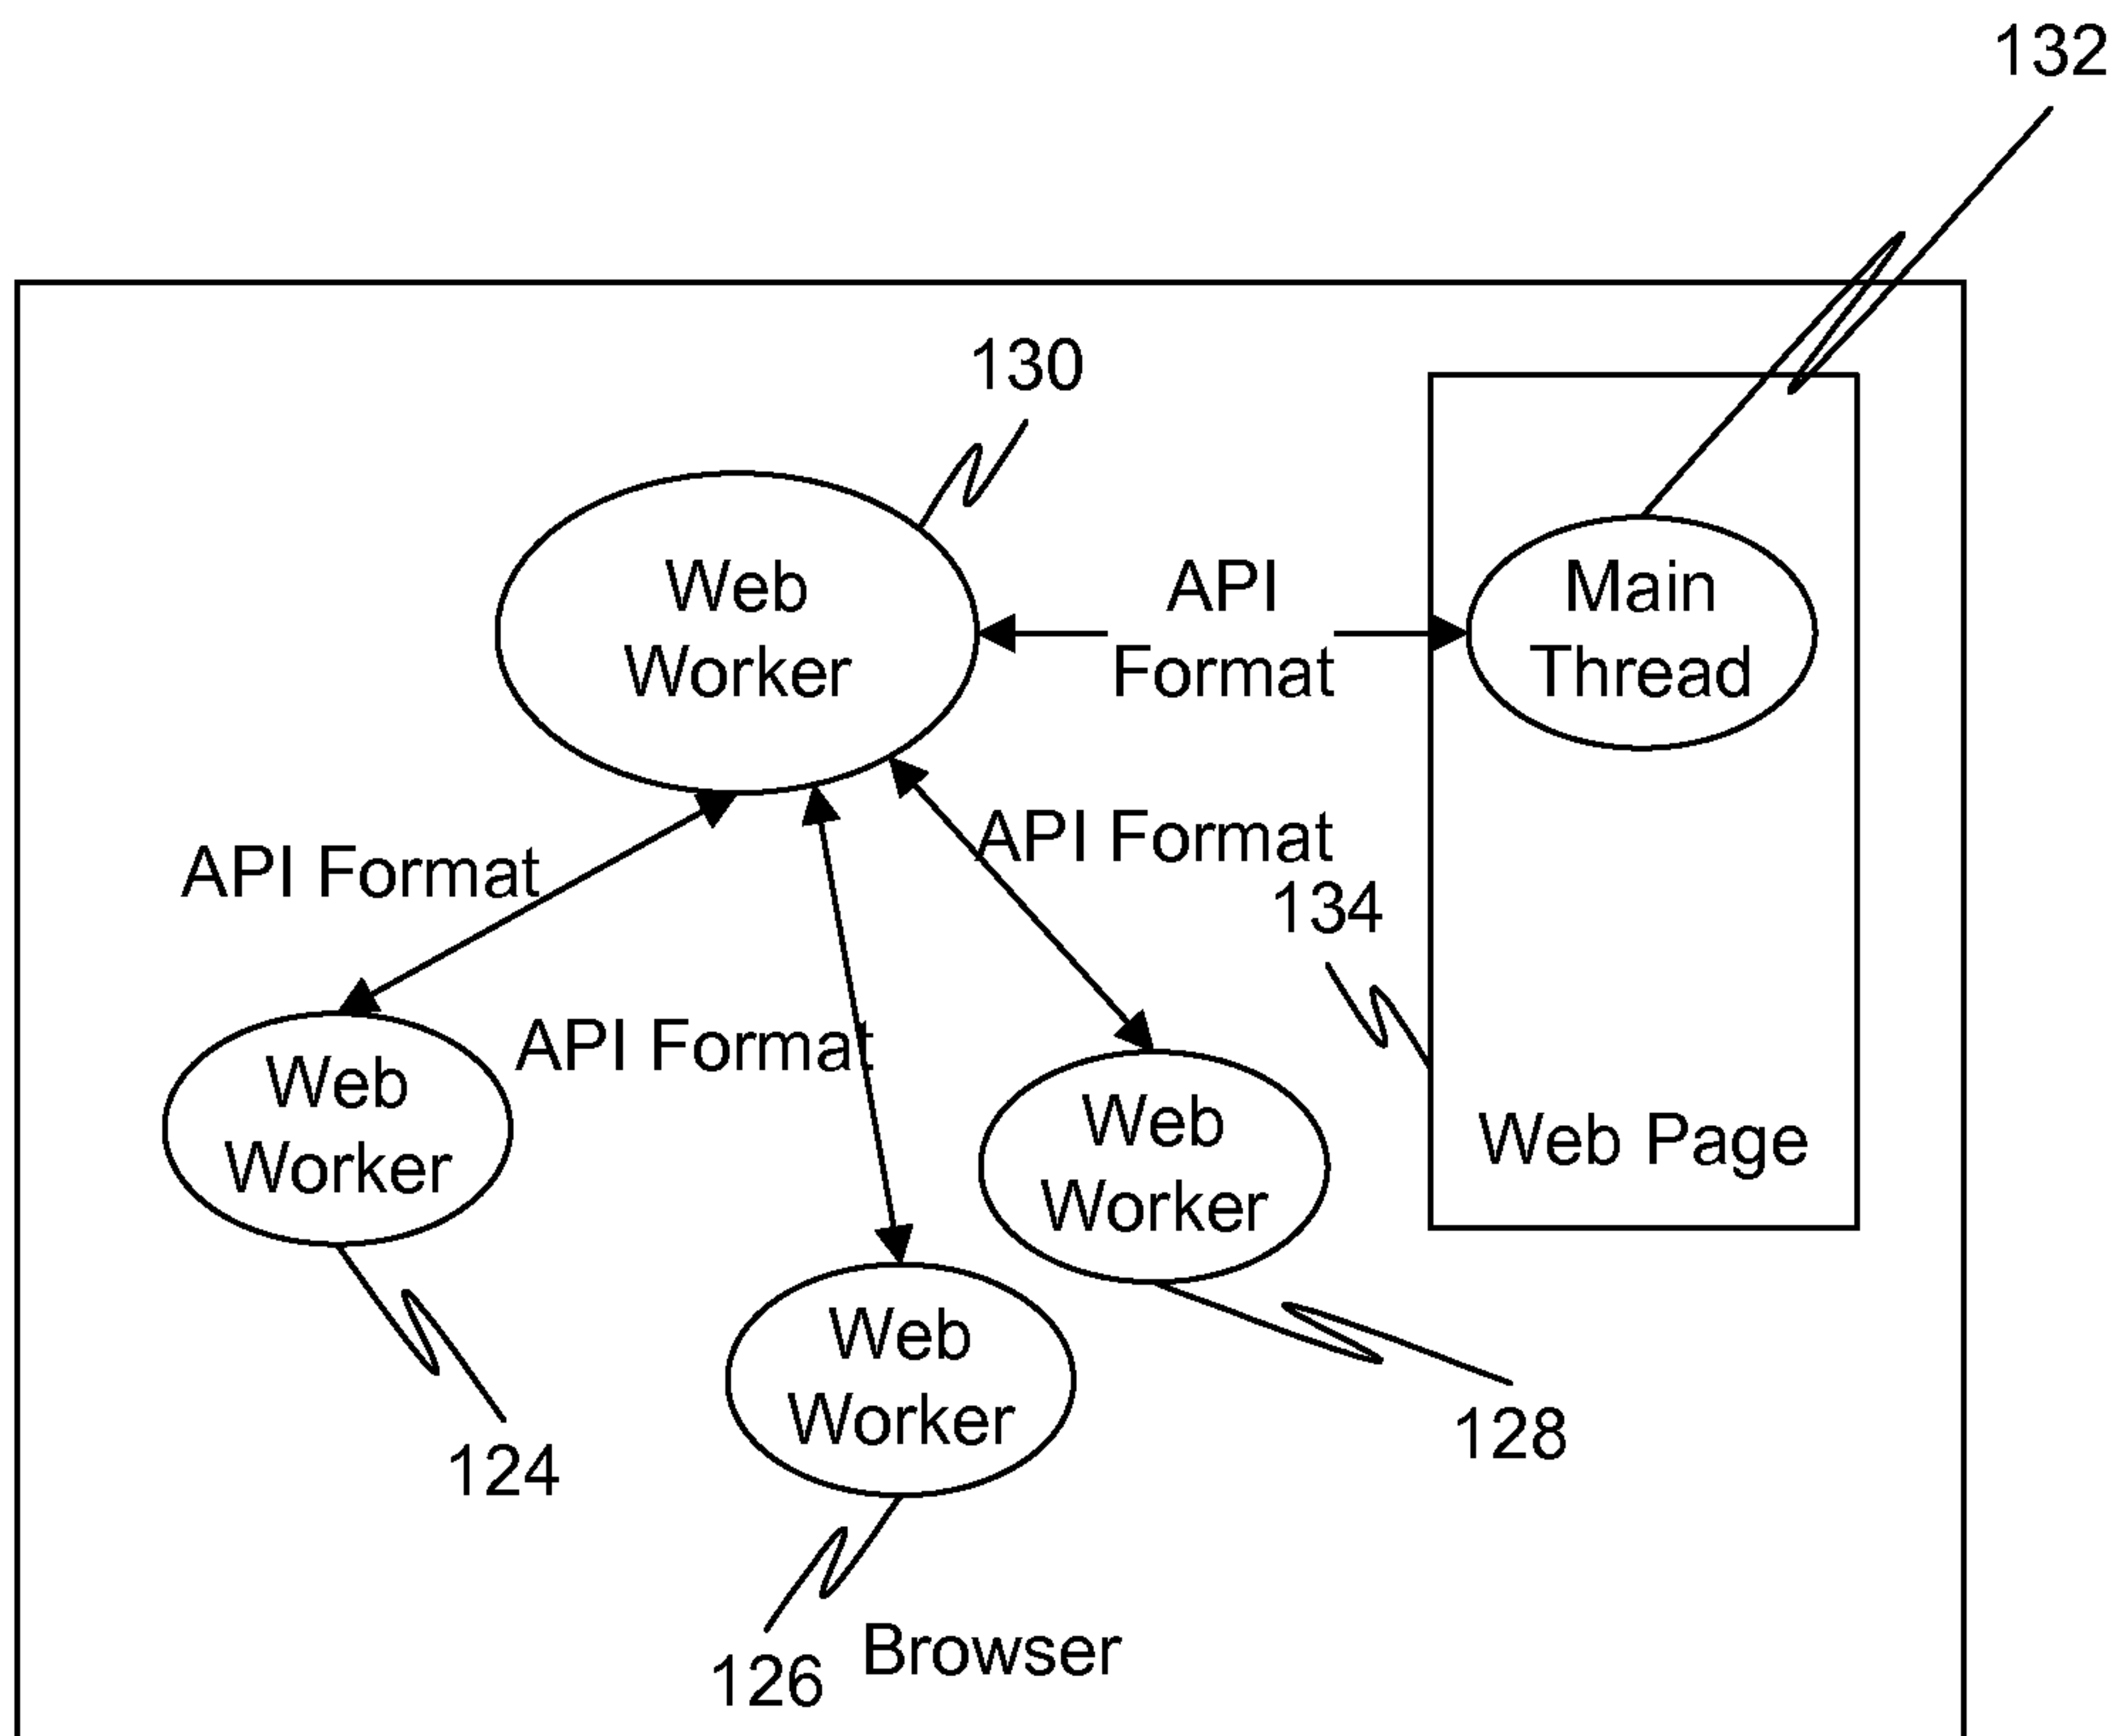 132
130
Web
Worker
API
Format
Main
Thread
API Format
API Format
134
API Format
Web
Worker
Web
Worker
Web Page
Web
Worker
124
128
126
Browser